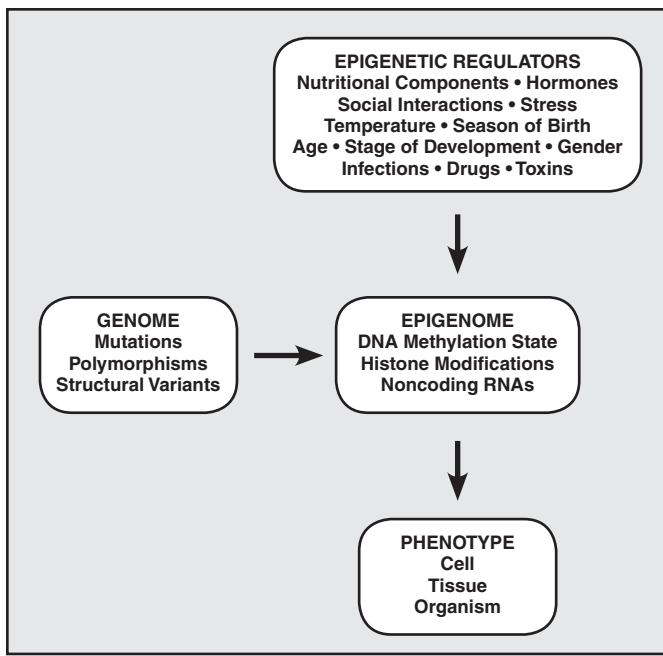 EPIGENETIC REGULATORS
Nutritional Components • Hormones
Social Interactions • Stress
Temperature • Season of Birth
Age • Stage of Development • Gender
Infections • Drugs • Toxins
GENOME
Mutations
Polymorphisms
Structural Variants
EPIGENOME
DNA Methylation State
Histone Modifications
Noncoding RNAs
PHENOTYPE
Cell
Tissue
Organism